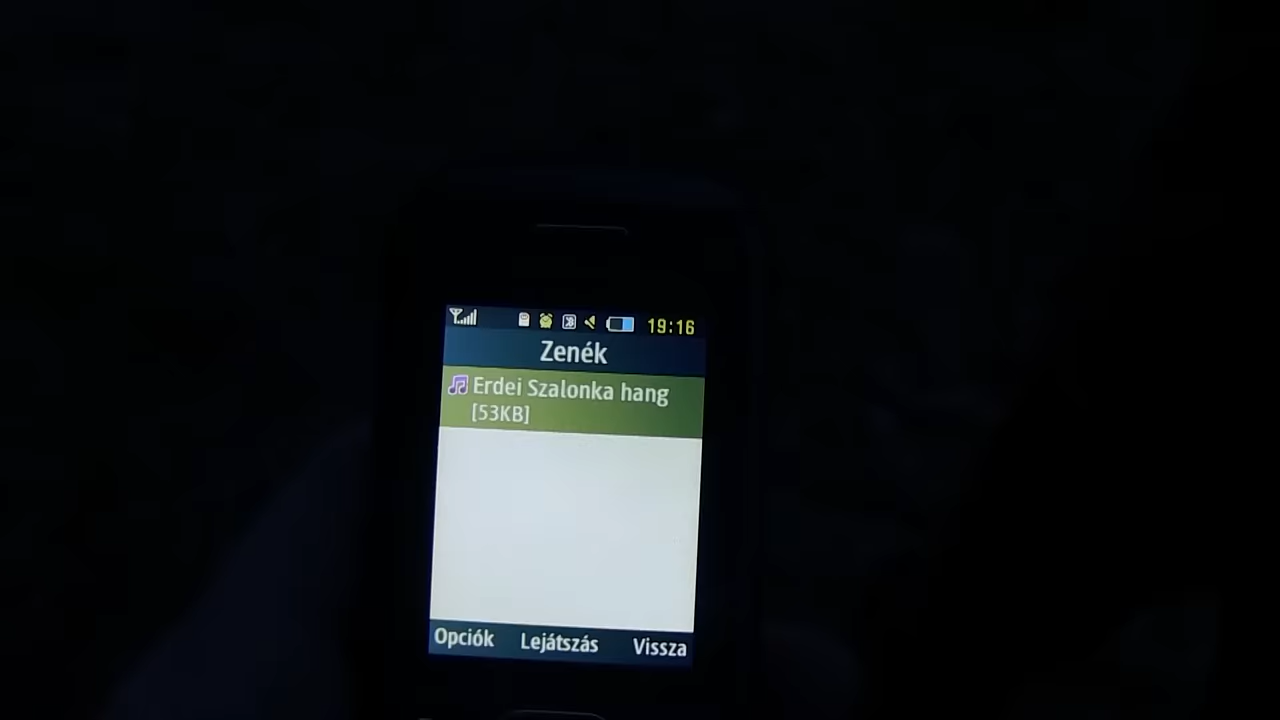 19:16
Zenék
Erdei Szalonka hang
[53KB]
Opciók Lejátszás Vissza